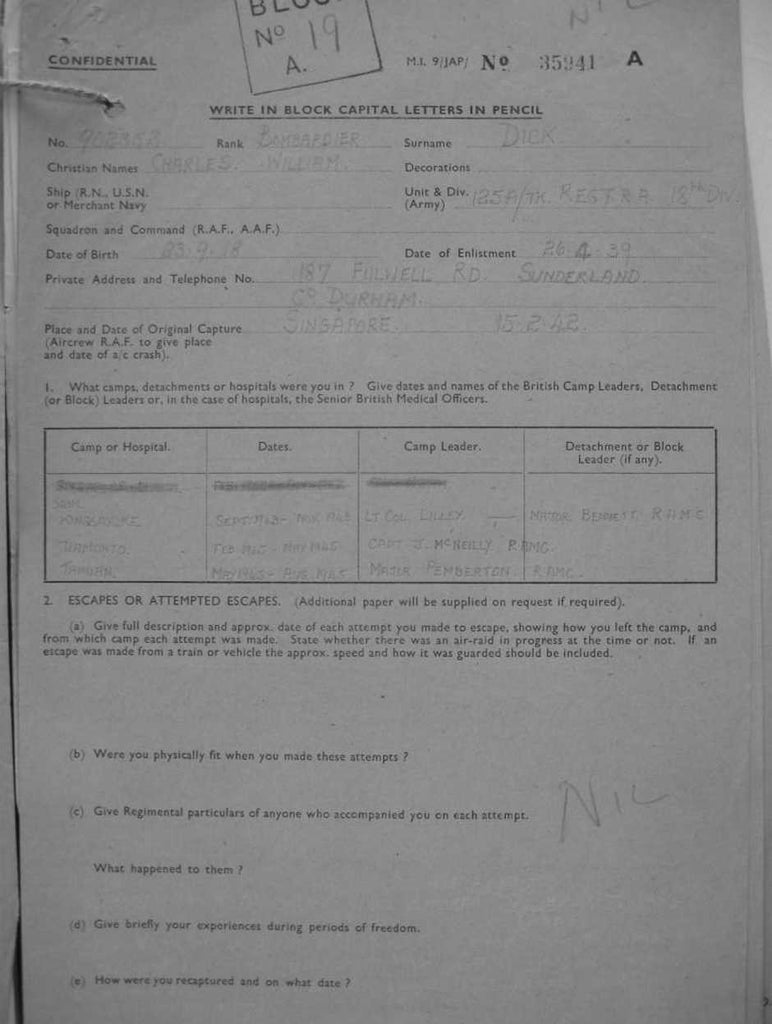 BLOC
Nº 19
A.
NIL
CONFIDENTIAL
M.I. 9/JAP/ Nº 35941 A
WRITE IN BLOCK CAPITAL LETTERS IN PENCIL
No. Rank BOMBARDIER Surname DICK
Christian Names CHARLES. WILLIAM. Decorations
Ship (R.N., U.S.N. or Merchant Navy
Unit & Div. (Army) 125 A/TK. REGT R.A. 18TH DIV.
Squadron and Command (R.A.F., A.A.F.)
Date of Birth 23.9.18 Date of Enlistment 26.4.39
Private Address and Telephone No. 187 FULWELL RD. SUNDERLAND.
CO DURHAM.
Place and Date of Original Capture SINGAPORE. 15.2.42.
(Aircrew R.A.F. to give place
and date of a/c crash).
1. What camps, detachments or hospitals were you in ? Give dates and names of the British Camp Leaders, Detachment
(or Block) Leaders or, in the case of hospitals, the Senior British Medical Officers.
Camp or Hospital. Dates. Camp Leader. Detachment or Block Leader (if any).
SIAM.
SEPT. 1943 - NOV 1943 LT COL. LILLEY. MAJOR BENNETT. R.A.M.C
FEB 1945 - MAY 1945 CAPT J. McNEILLY. R.A.M.C.
TAMUAN. MAY 1945 - AUG 1945 MAJOR PEMBERTON. R.A.M.C.
2. ESCAPES OR ATTEMPTED ESCAPES. (Additional paper will be supplied on request if required).
(a) Give full description and approx. date of each attempt you made to escape, showing how you left the camp, and
from which camp each attempt was made. State whether there was an air-raid in progress at the time or not. If an
escape was made from a train or vehicle the approx. speed and how it was guarded should be included.
(b) Were you physically fit when you made these attempts ?
(c) Give Regimental particulars of anyone who accompanied you on each attempt.
NIL
What happened to them ?
(d) Give briefly your experiences during periods of freedom.
(e) How were you recaptured and on what date ?